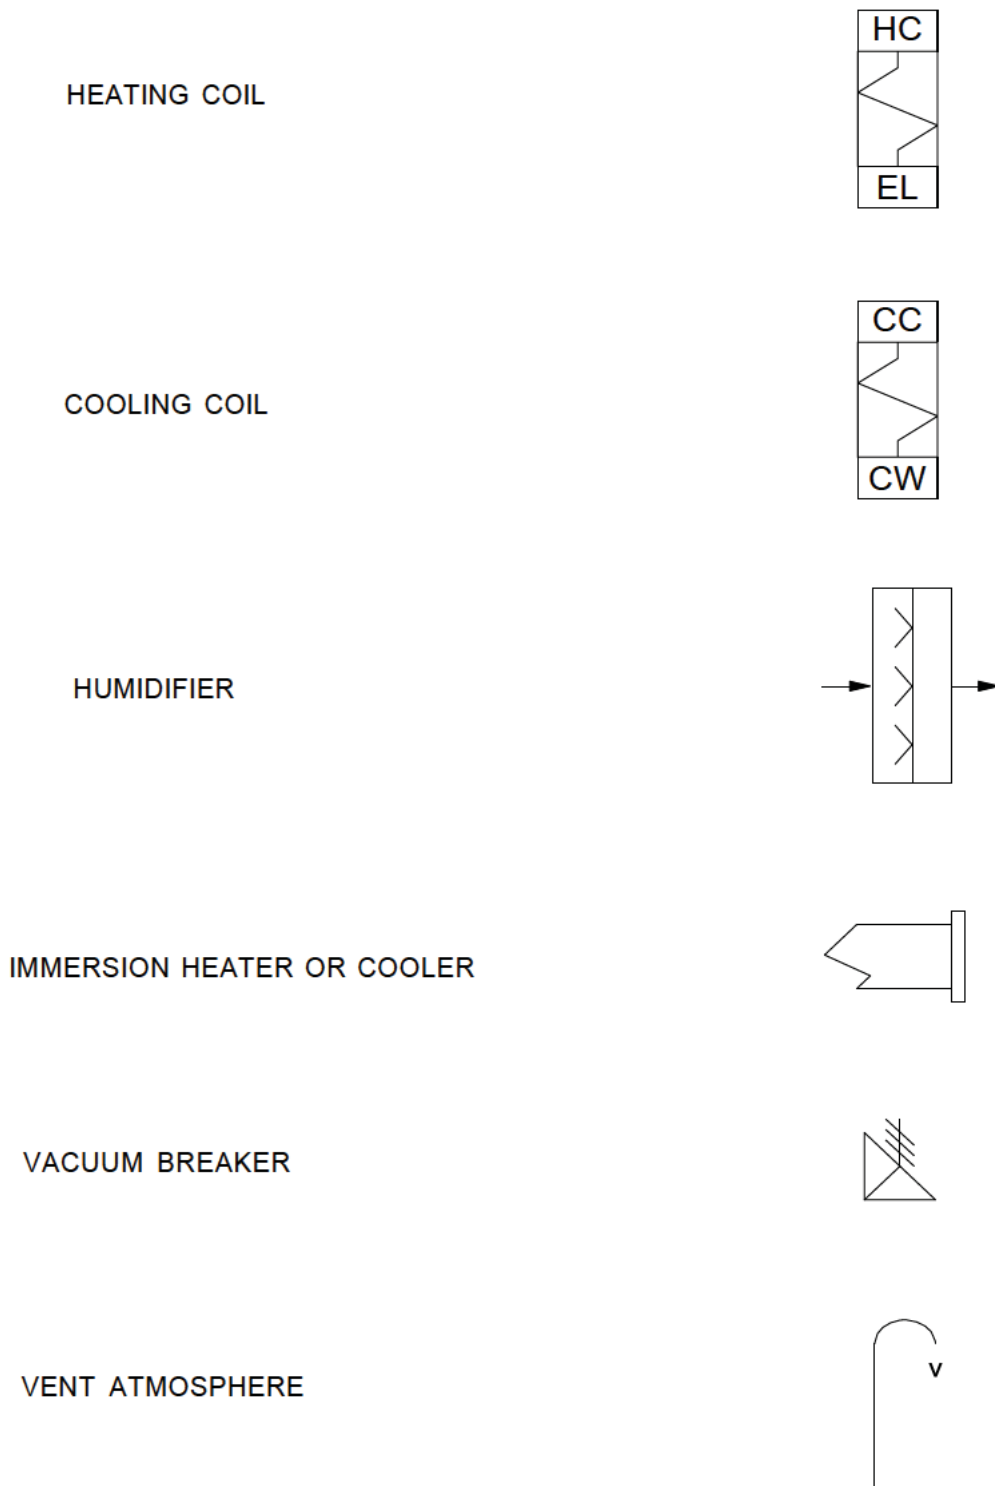 HC
HEATING COIL
EL
CC
COOLING COIL
CW
HUMIDIFIER
IMMERSION HEATER OR COOLER
VACUUM BREAKER
V
VENT ATMOSPHERE